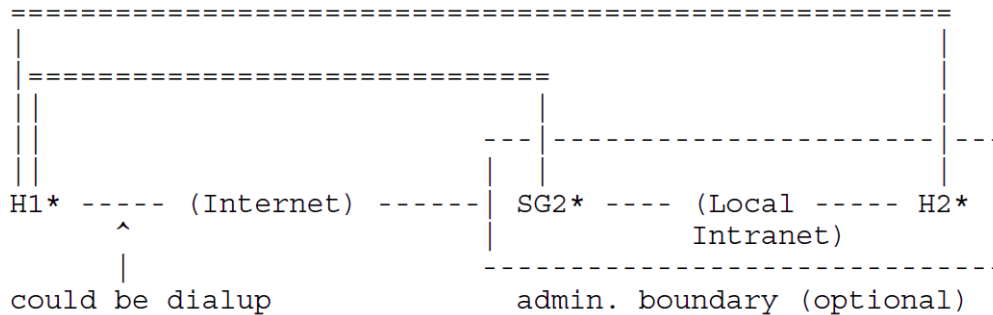 ======================================================
|                                                    |
|==============================                      |
||                            |                      |
||                         ---|----------------------|---
||                         |  |                      |
H1* ----- (Internet) ------| SG2* ---- (Local ----- H2*
^                          |           Intranet)
|                          ------------------------------
could be dialup              admin. boundary (optional)